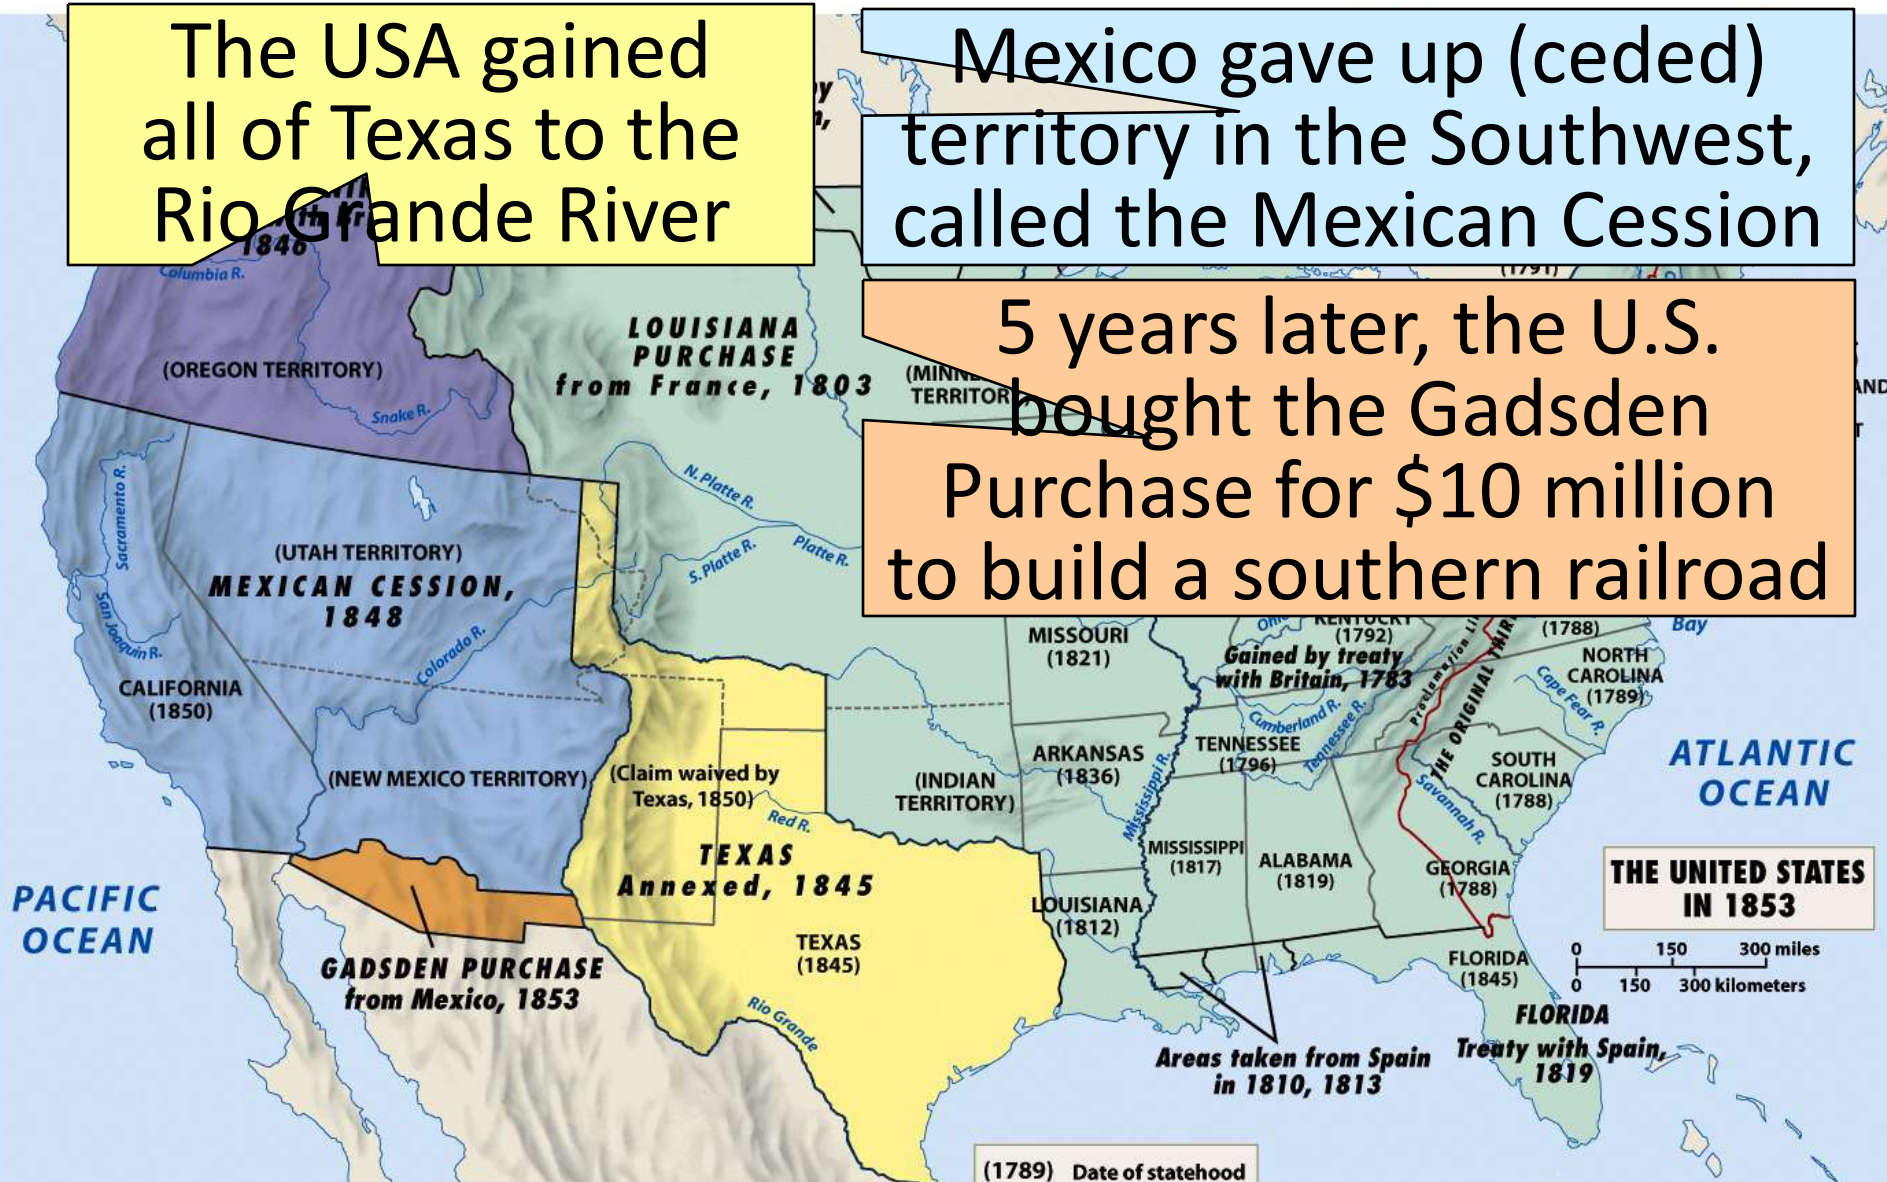 The USA gained
all of Texas to the
Rio Grande River
Mexico gave up (ceded)
territory in the Southwest,
called the Mexican Cession
5 years later, the U.S.
bought the Gadsden
Purchase for $10 million
to build a southern railroad
1846
Columbia R.
(OREGON TERRITORY)
Snake R.
LOUISIANA
PURCHASE
from France, 1803
TERRITOR
(1791)
N. Platte R.
S. Platte R.
Platte R.
Sacramento R.
San Joaquin R.
(UTAH TERRITORY)
MEXICAN CESSION,
1848
Colorado R.
CALIFORNIA
(1850)
(NEW MEXICO TERRITORY)
(Claim waived by
Texas, 1850)
Red R.
TEXAS
Annexed, 1845
TEXAS
(1845)
Rio Grande
GADSDEN PURCHASE
from Mexico, 1853
PACIFIC
OCEAN
(INDIAN
TERRITORY)
MISSOURI
(1821)
ARKANSAS
(1836)
LOUISIANA
(1812)
Mississippi R.
MISSISSIPPI
(1817)
ALABAMA
(1819)
TENNESSEE
(1796)
Cumberland R.
Tennessee R.
KENTUCKY
(1792)
Gained by treaty
with Britain, 1783
THE ORIGINAL
(1788)
Bay
NORTH
CAROLINA
(1789)
Cape Fear R.
SOUTH
CAROLINA
(1788)
Savannah R.
GEORGIA
(1788)
ATLANTIC
OCEAN
THE UNITED STATES
IN 1853
0 150 300 miles
0 150 300 kilometers
FLORIDA
(1845)
FLORIDA
Treaty with Spain,
1819
Areas taken from Spain
in 1810, 1813
(1789) Date of statehood